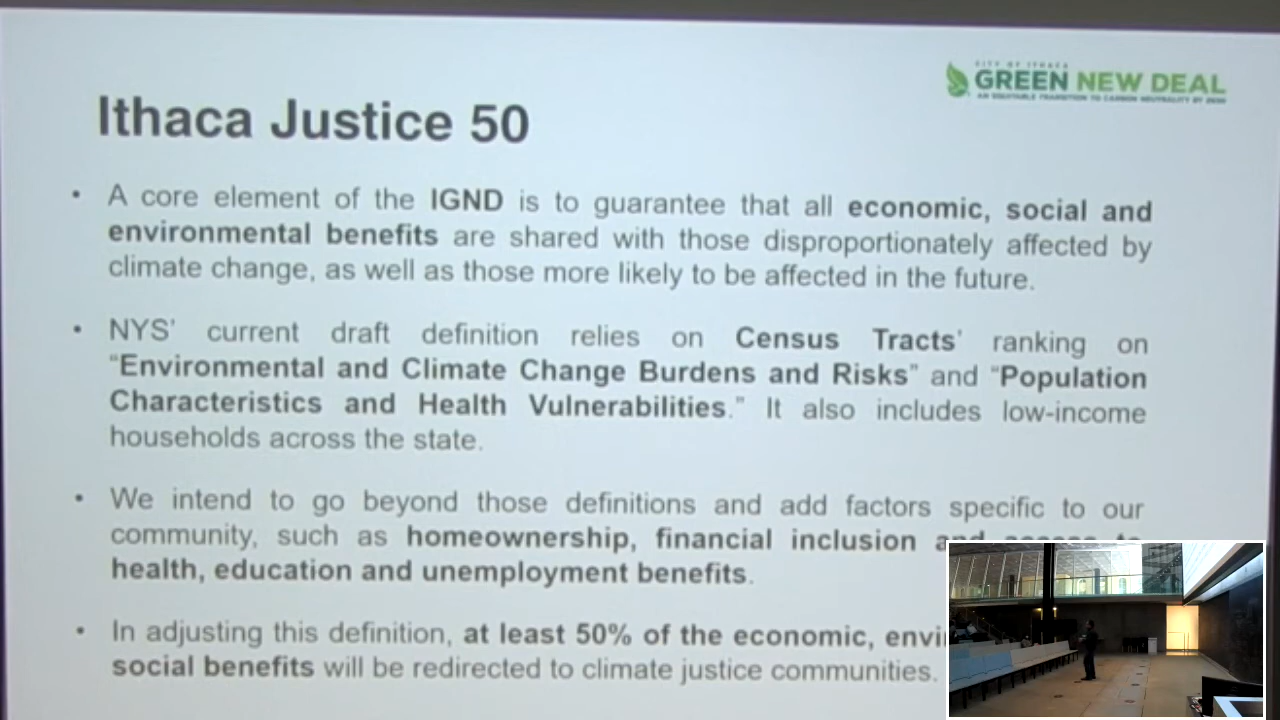 CITY OF ITHACA
GREEN NEW DEAL
AN EQUITABLE TRANSITION TO CARBON NEUTRALITY BY 2030
Ithaca Justice 50
• A core element of the IGND is to guarantee that all economic, social and
environmental benefits are shared with those disproportionately affected by
climate change, as well as those more likely to be affected in the future.
• NYS' current draft definition relies on Census Tracts' ranking on
“Environmental and Climate Change Burdens and Risks” and “Population
Characteristics and Health Vulnerabilities.” It also includes low-income
households across the state.
• We intend to go beyond those definitions and add factors specific to our
community, such as homeownership, financial inclusion and access to
health, education and unemployment benefits.
• In adjusting this definition, at least 50% of the economic,
social benefits will be redirected to climate justice communities.